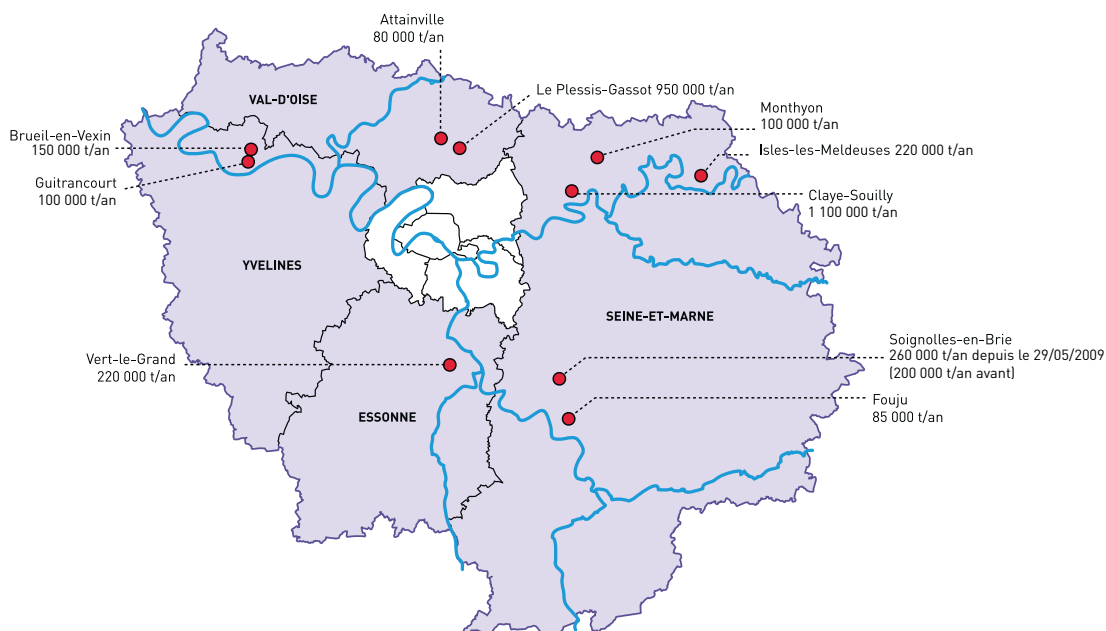 Attainville
80 000 t/an
Le Plessis-Gassot 950 000 t/an
VAL-D'OISE
Monthyon
100 000 t/an
Brueil-en-Vexin
150 000 t/an
Isles-les-Meldeuses 220 000 t/an
Guitrancourt
100 000 t/an
Claye-Souilly
1 100 000 t/an
YVELINES
SEINE-ET-MARNE
Vert-le-Grand
220 000 t/an
Soignolles-en-Brie
260 000 t/an depuis le 29/05/2009
(200 000 t/an avant)
Fouju
85 000 t/an
ESSONNE